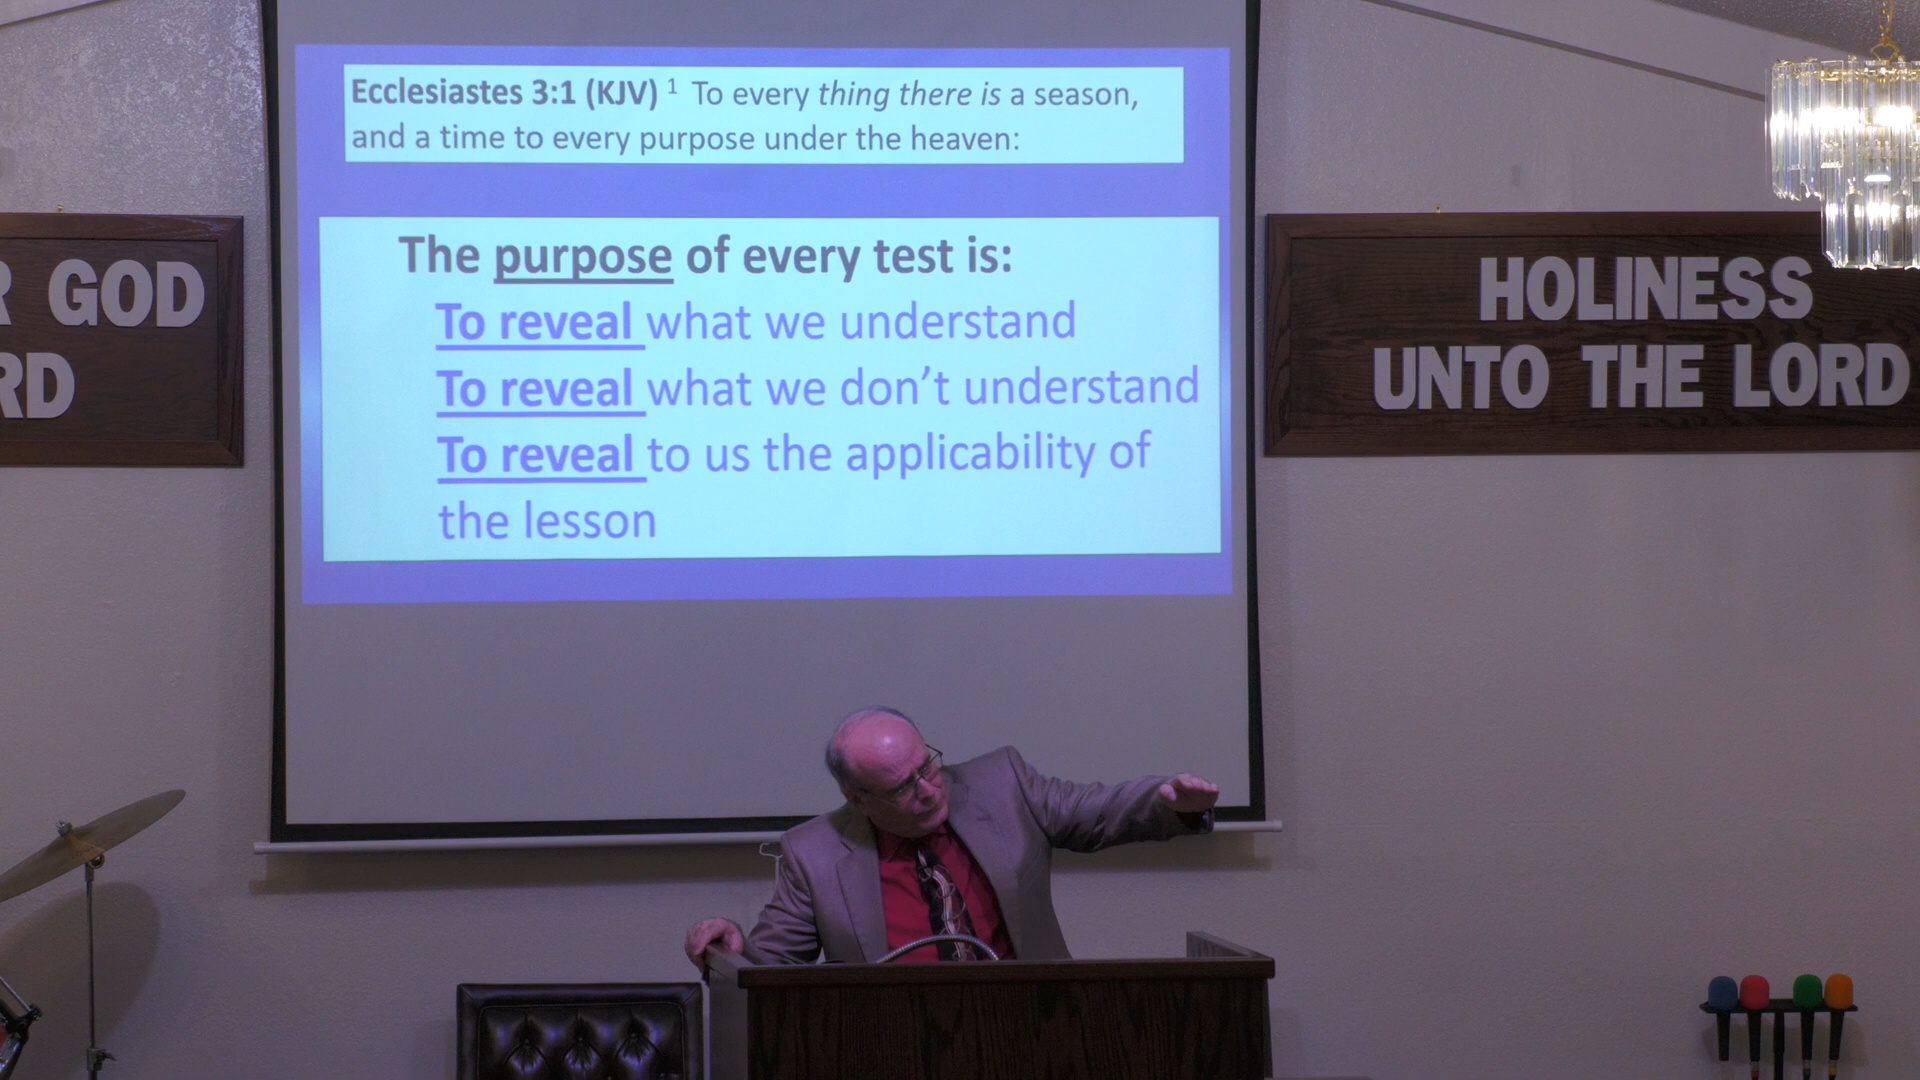 Ecclesiastes 3:1 (KJV) 1 To every thing there is a season,
and a time to every purpose under the heaven:
The purpose of every test is:
To reveal what we understand
To reveal what we don't understand
To reveal to us the applicability of
the lesson
GOD
HOLINESS
UNTO THE LORD